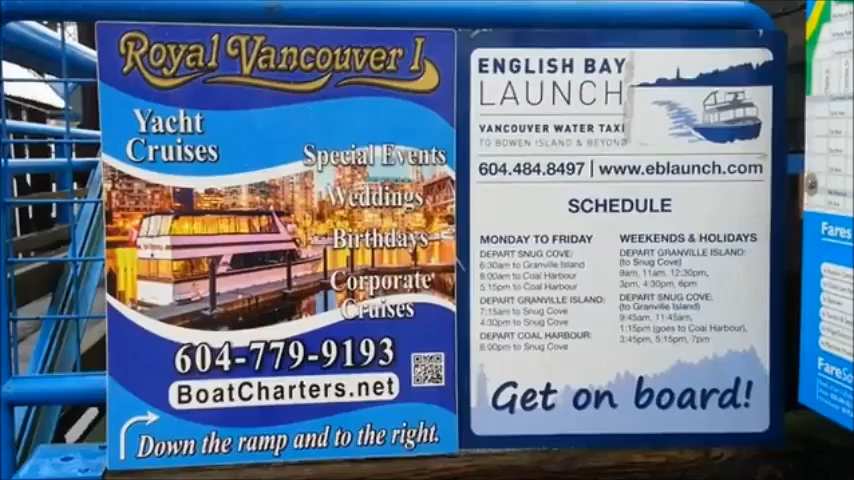 Royal Vancouver I
Yacht
Cruises
Special Events
Weddings
Birthdays
Corporate
Cruises
604-779-9193
BoatCharters.net
Down the ramp and to the right.
ENGLISH BAY
LAUNCH
VANCOUVER WATER TAXI
TO BOWEN ISLAND & BEYOND
604.484.8497 | www.eblaunch.com
SCHEDULE
MONDAY TO FRIDAY
DEPART SNUG COVE:
6:30am to Granville Island
8:00am to Coal Harbour
5:15pm to Coal Harbour
DEPART GRANVILLE ISLAND:
7:15am to Snug Cove
4:30pm to Snug Cove
DEPART COAL HARBOUR:
6:00pm to Snug Cove
WEEKENDS & HOLIDAYS
DEPART GRANVILLE ISLAND:
(to Snug Cove)
9am, 11am, 12:30pm,
3pm, 4:30pm, 6pm
DEPART SNUG COVE:
(to Granville Island)
9:45am, 11:45am,
1:15pm (goes to Coal Harbour),
3:45pm, 5:15pm, 7pm
Get on board!
Fares